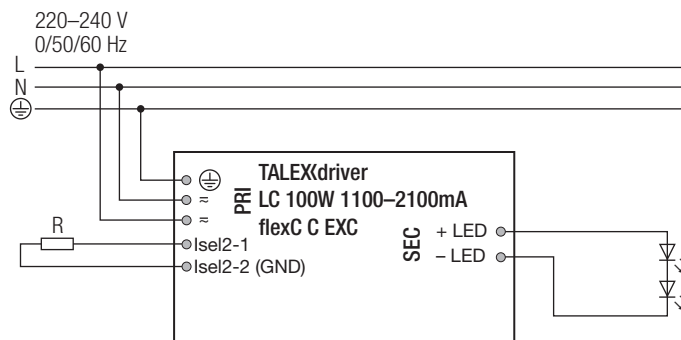 220–240 V
0/50/60 Hz
L
N
PRI
TALEXXdriver
LC 100W 1100–2100mA
flexC C EXC
≂
≂
R
Isel2-1
Isel2-2 (GND)
SEC
+ LED
– LED